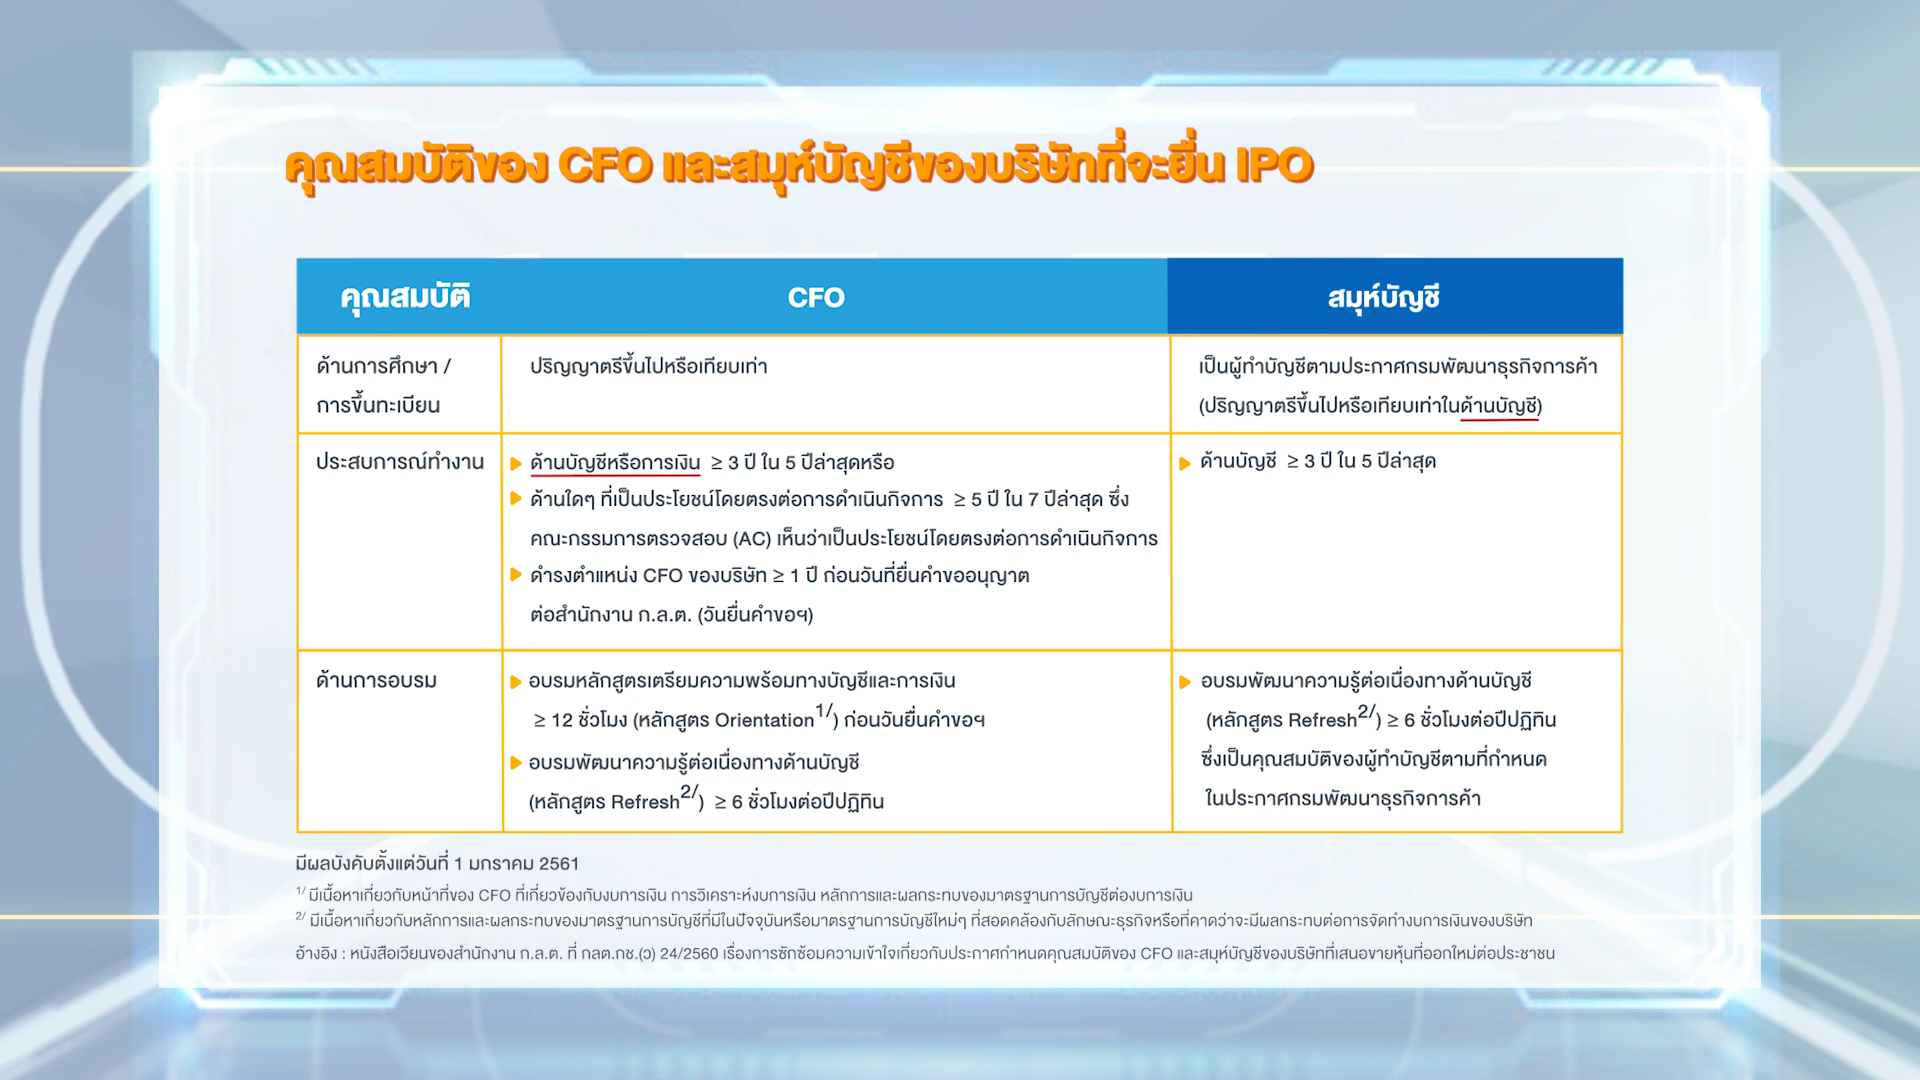 คุณสมบัติของ CFO และสมุห์บัญชีของบริษัทที่จะยื่น IPO
คุณสมบัติ
CFO
สมุห์บัญชี
ด้านการศึกษา /
การขึ้นทะเบียน
ปริญญาตรีขึ้นไปหรือเทียบเท่า
เป็นผู้ทำบัญชีตามประกาศกรมพัฒนาธุรกิจการค้า
(ปริญญาตรีขึ้นไปหรือเทียบเท่าในด้านบัญชี)
ประสบการณ์ทำงาน
ด้านบัญชีหรือการเงิน ≥ 3 ปี ใน 5 ปีล่าสุดหรือ
ด้านใดๆ ที่เป็นประโยชน์โดยตรงต่อการดำเนินกิจการ ≥ 5 ปี ใน 7 ปีล่าสุด ซึ่ง
คณะกรรมการตรวจสอบ (AC) เห็นว่าเป็นประโยชน์โดยตรงต่อการดำเนินกิจการ
ดำรงตำแหน่ง CFO ของบริษัท ≥ 1 ปี ก่อนวันที่ยื่นคำขออนุญาต
ต่อสำนักงาน ก.ล.ต. (วันยื่นคำขอฯ)
ด้านบัญชี ≥ 3 ปี ใน 5 ปีล่าสุด
ด้านการอบรม
อบรมหลักสูตรเตรียมความพร้อมทางบัญชีและการเงิน
≥ 12 ชั่วโมง (หลักสูตร Orientation1/) ก่อนวันยื่นคำขอฯ
อบรมพัฒนาความรู้ต่อเนื่องทางด้านบัญชี
(หลักสูตร Refresh2/) ≥ 6 ชั่วโมงต่อปีปฏิทิน
อบรมพัฒนาความรู้ต่อเนื่องทางด้านบัญชี
(หลักสูตร Refresh2/) ≥ 6 ชั่วโมงต่อปีปฏิทิน
ซึ่งเป็นคุณสมบัติของผู้ทำบัญชีตามที่กำหนด
ในประกาศกรมพัฒนาธุรกิจการค้า
มีผลบังคับตั้งแต่วันที่ 1 มกราคม 2561
1/ มีเนื้อหาเกี่ยวกับหน้าที่ของ CFO ที่เกี่ยวข้องกับงบการเงิน การวิเคราะห์งบการเงิน หลักการและผลกระทบของมาตรฐานการบัญชีต่องบการเงิน
2/ มีเนื้อหาเกี่ยวกับหลักการและผลกระทบของมาตรฐานการบัญชีที่มีในปัจจุบันหรือมาตรฐานการบัญชีใหม่ๆ ที่สอดคล้องกับลักษณะธุรกิจหรือที่คาดว่าจะมีผลกระทบต่อการจัดทำงบการเงินของบริษัท
อ้างอิง : หนังสือเวียนของสำนักงาน ก.ล.ต. ที่ กลต.กช.(ว) 24/2560 เรื่องการซักซ้อมความเข้าใจเกี่ยวกับประกาศกำหนดคุณสมบัติของ CFO และสมุห์บัญชีของบริษัทที่เสนอขายหุ้นที่ออกใหม่ต่อประชาชน